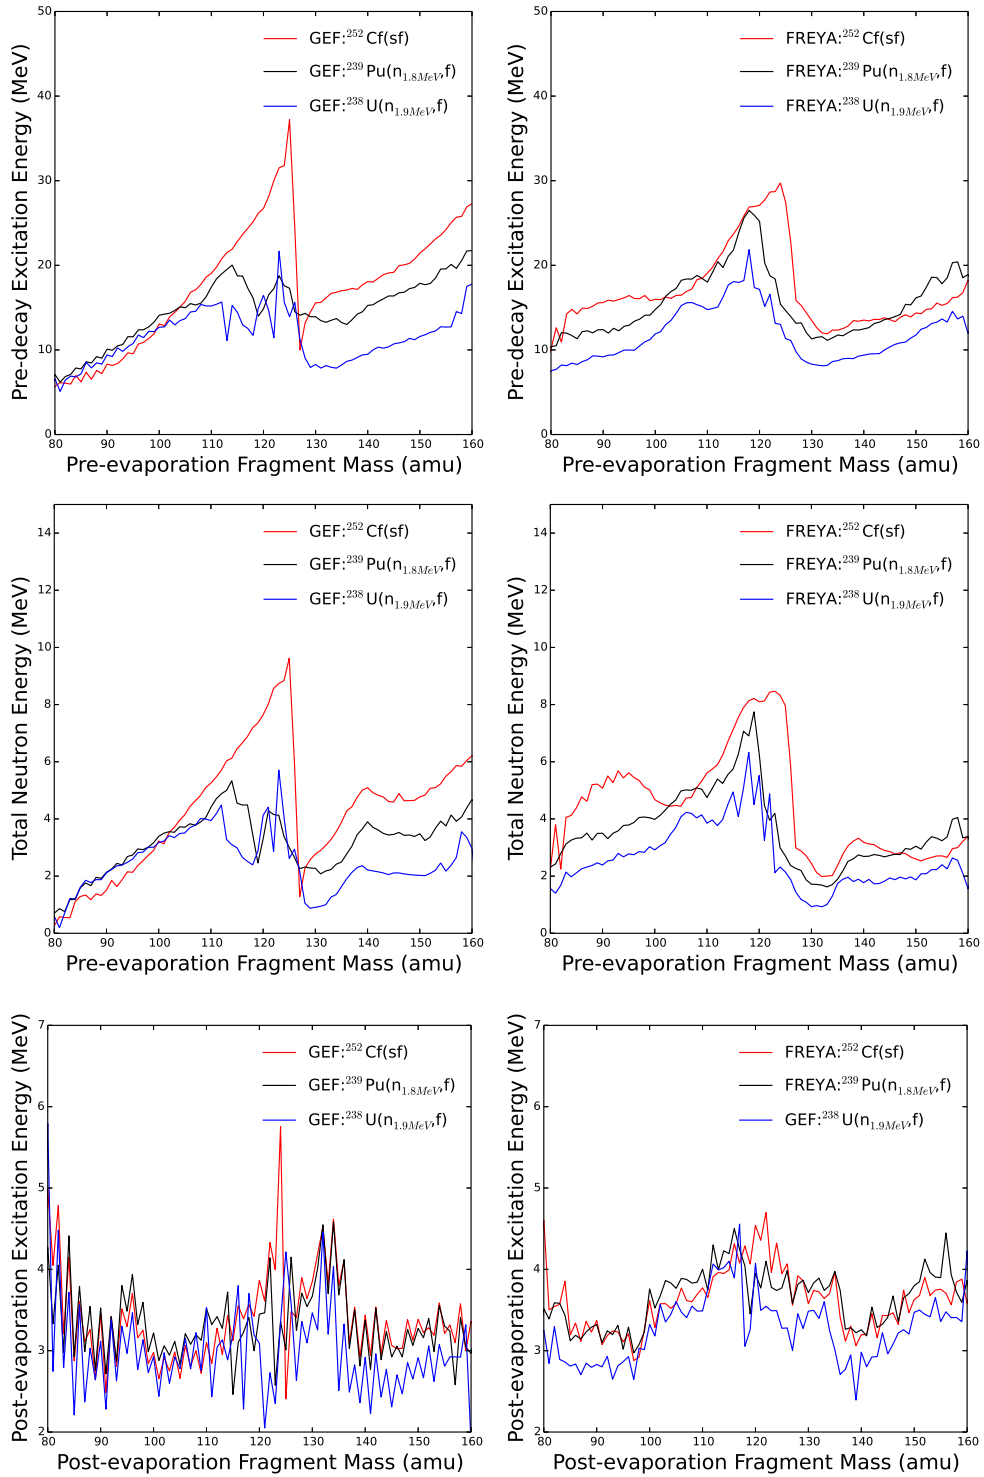 Pre-decay Excitation Energy (MeV)
50
40
30
20
10
0
GEF:²⁵²Cf(sf)
GEF:²³⁹Pu(n₁.₈MeV,f)
GEF:²³⁸U(n₁.₉MeV,f)
80 90 100 110 120 130 140 150 160
Pre-evaporation Fragment Mass (amu)
Pre-decay Excitation Energy (MeV)
50
40
30
20
10
0
FREYA:²⁵²Cf(sf)
FREYA:²³⁹Pu(n₁.₈MeV,f)
FREYA:²³⁸U(n₁.₉MeV,f)
80 90 100 110 120 130 140 150 160
Pre-evaporation Fragment Mass (amu)
Total Neutron Energy (MeV)
14
12
10
8
6
4
2
0
GEF:²⁵²Cf(sf)
GEF:²³⁹Pu(n₁.₈MeV,f)
GEF:²³⁸U(n₁.₉MeV,f)
80 90 100 110 120 130 140 150 160
Pre-evaporation Fragment Mass (amu)
Total Neutron Energy (MeV)
14
12
10
8
6
4
2
0
FREYA:²⁵²Cf(sf)
FREYA:²³⁹Pu(n₁.₈MeV,f)
FREYA:²³⁸U(n₁.₉MeV,f)
80 90 100 110 120 130 140 150 160
Pre-evaporation Fragment Mass (amu)
Post-evaporation Excitation Energy (MeV)
7
6
5
4
3
2
GEF:²⁵²Cf(sf)
GEF:²³⁹Pu(n₁.₈MeV,f)
GEF:²³⁸U(n₁.₉MeV,f)
80 90 100 110 120 130 140 150 160
Post-evaporation Fragment Mass (amu)
Post-evaporation Excitation Energy (MeV)
7
6
5
4
3
2
FREYA:²⁵²Cf(sf)
FREYA:²³⁹Pu(n₁.₈MeV,f)
GEF:²³⁸U(n₁.₉MeV,f)
80 90 100 110 120 130 140 150 160
Post-evaporation Fragment Mass (amu)